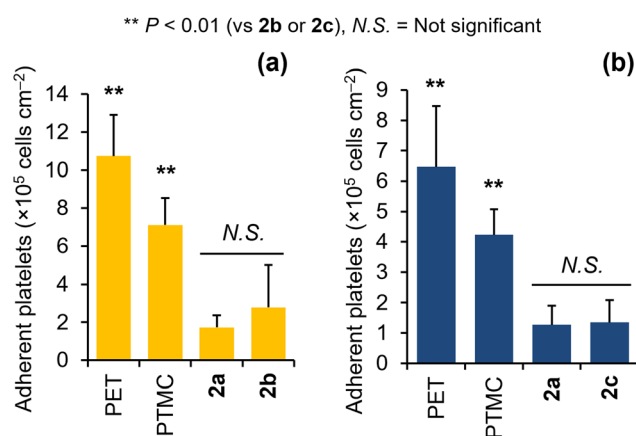 ** P < 0.01 (vs 2b or 2c), N.S. = Not significant
(a)
Adherent platelets (×10⁵ cells cm⁻²)
14
12
10
8
6
4
2
0
**
**
N.S.
PET
PTMC
2a
2b
(b)
Adherent platelets (×10⁵ cells cm⁻²)
9
8
7
6
5
4
3
2
1
0
**
**
N.S.
PET
PTMC
2a
2c